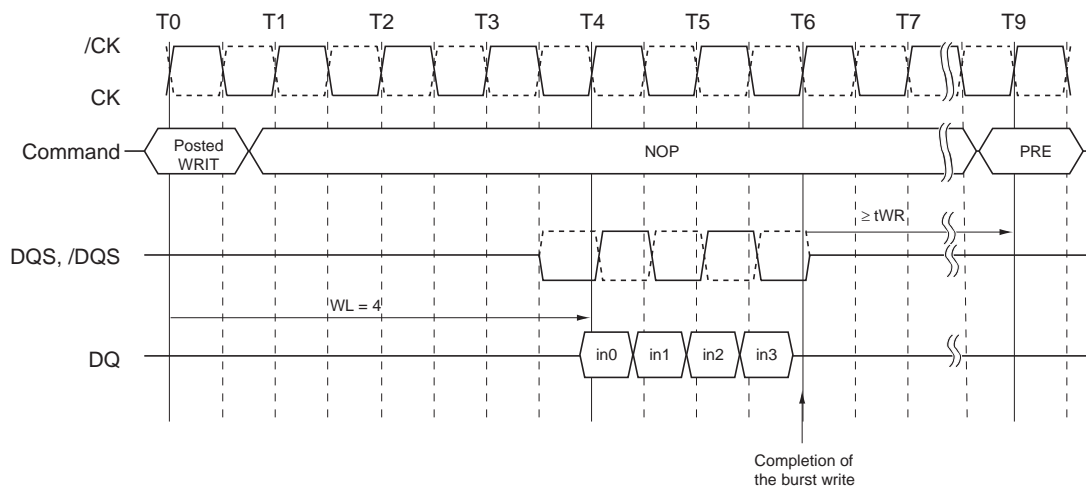 T0 T1 T2 T3 T4 T5 T6 T7 T9
/CK
CK
Command
Posted
WRIT
NOP
PRE
≥ tWR
DQS, /DQS
WL = 4
DQ
in0 in1 in2 in3
Completion of
the burst write